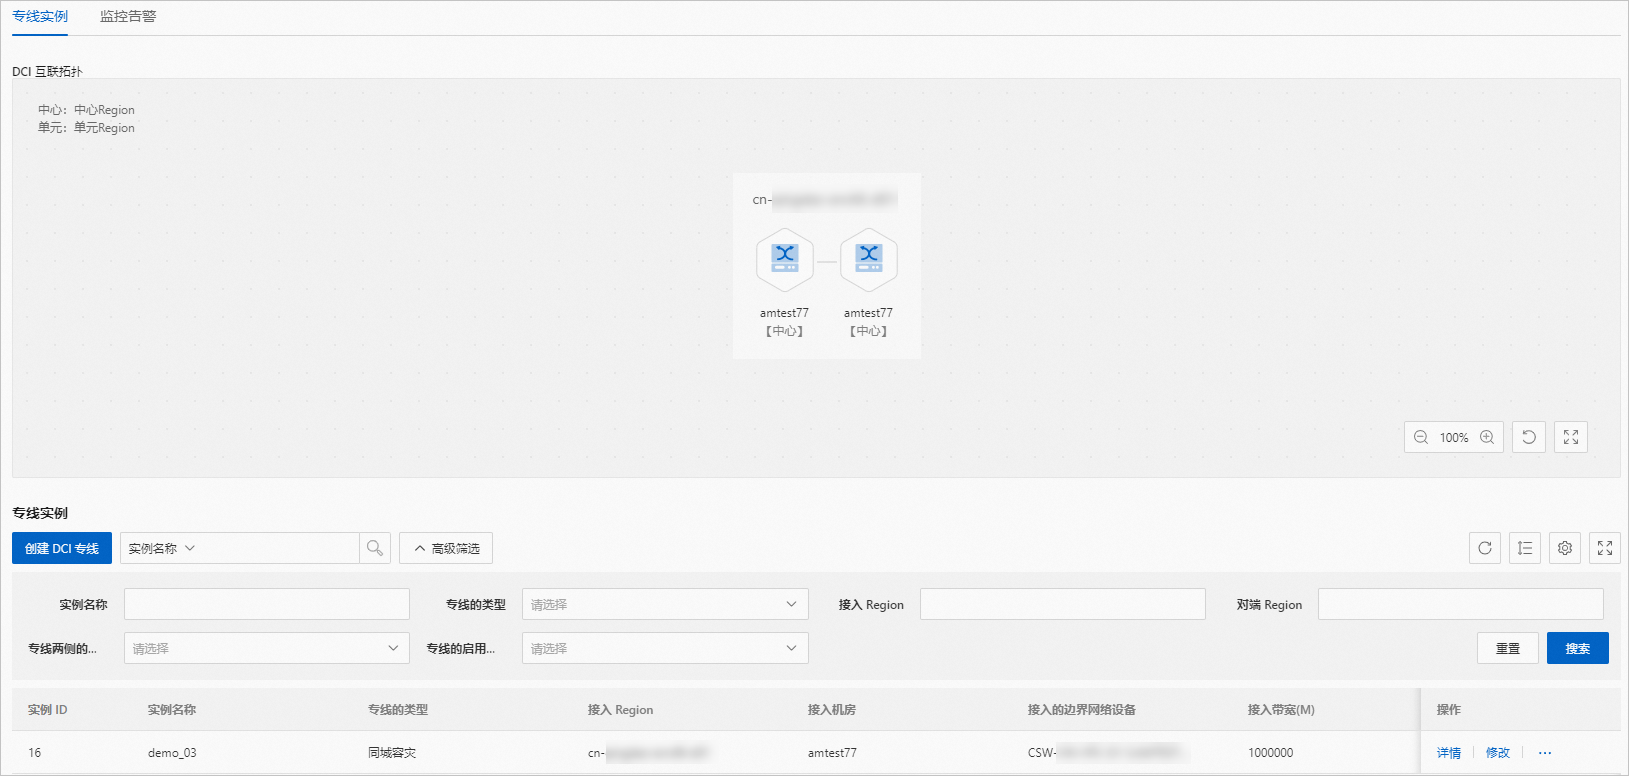 专线实例 监控告警
DCI 互联拓扑
中心：中心Region
单元：单元Region
cn-
amtest77 amtest77
【中心】 【中心】
100%
专线实例
创建 DCI 专线 实例名称 高级筛选
实例名称 专线的类型 请选择 接入 Region 对端 Region
专线两侧的... 请选择 专线的启用... 请选择 重置 搜索
实例 ID 实例名称 专线的类型 接入 Region 接入机房 接入的边界网络设备 接入带宽(M) 操作
16 demo_03 同城容灾 cn- amtest77 CSW- 1000000 详情 修改 ···